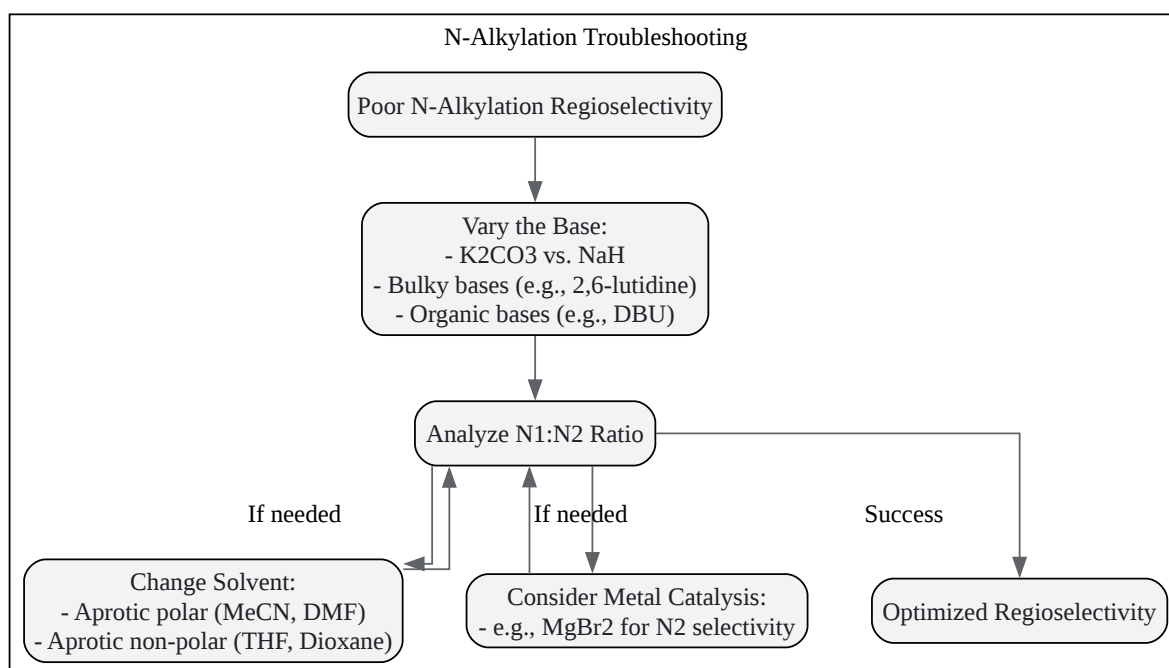 N-Alkylation Troubleshooting
Poor N-Alkylation Regioselectivity
Vary the Base:
- K2CO3 vs. NaH
- Bulky bases (e.g., 2,6-lutidine)
- Organic bases (e.g., DBU)
Analyze N1:N2 Ratio
If needed
If needed
Success
Change Solvent:
- Aprotic polar (MeCN, DMF)
- Aprotic non-polar (THF, Dioxane)
Consider Metal Catalysis:
- e.g., MgBr2 for N2 selectivity
Optimized Regioselectivity